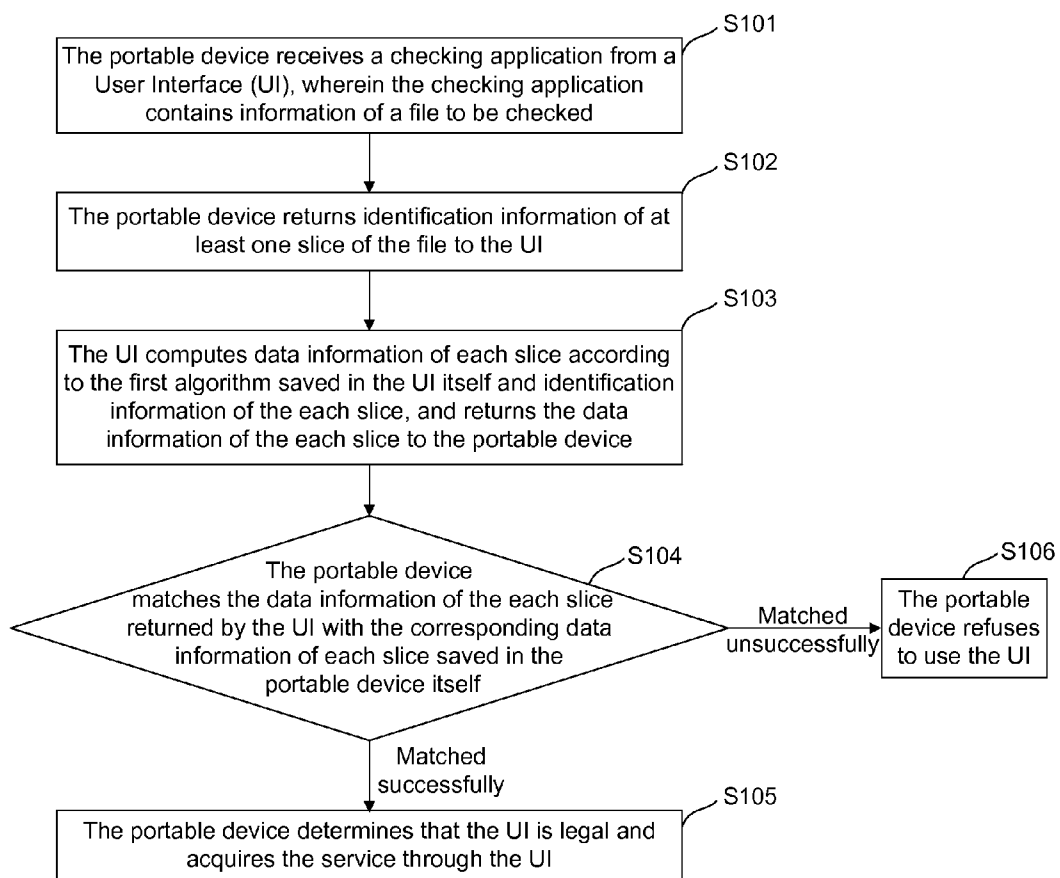 S101
The portable device receives a checking application from a
User Interface (UI), wherein the checking application
contains information of a file to be checked
S102
The portable device returns identification information of at
least one slice of the file to the UI
S103
The UI computes data information of each slice according
to the first algorithm saved in the UI itself and identification
information of the each slice, and returns the data
information of the each slice to the portable device
S104
The portable device
matches the data information of the each slice
returned by the UI with the corresponding data
information of each slice saved in the
portable device itself
Matched
unsuccessfully
S106
The portable
device refuses
to use the UI
Matched
successfully
S105
The portable device determines that the UI is legal and
acquires the service through the UI